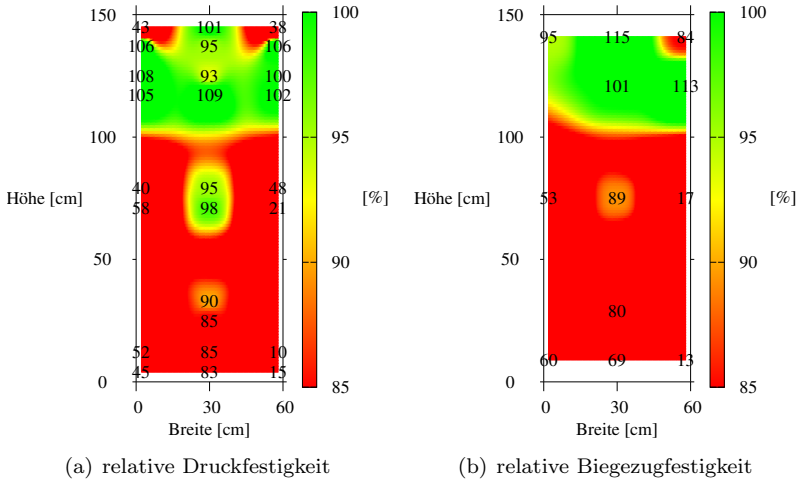 150
43 101 38
106 95 106
108 93 100
105 109 102
100
40 95 48
58 98 21
50
90
85
52 85 10
45 83 15
0
0 30 60
Höhe [cm]
Breite [cm]
100
95
90
85
[%]
(a) relative Druckfestigkeit
150
95 115 84
101 113
100
53 89 17
50
80
60 69 13
0
0 30 60
Höhe [cm]
Breite [cm]
100
95
90
85
[%]
(b) relative Biegezugfestigkeit